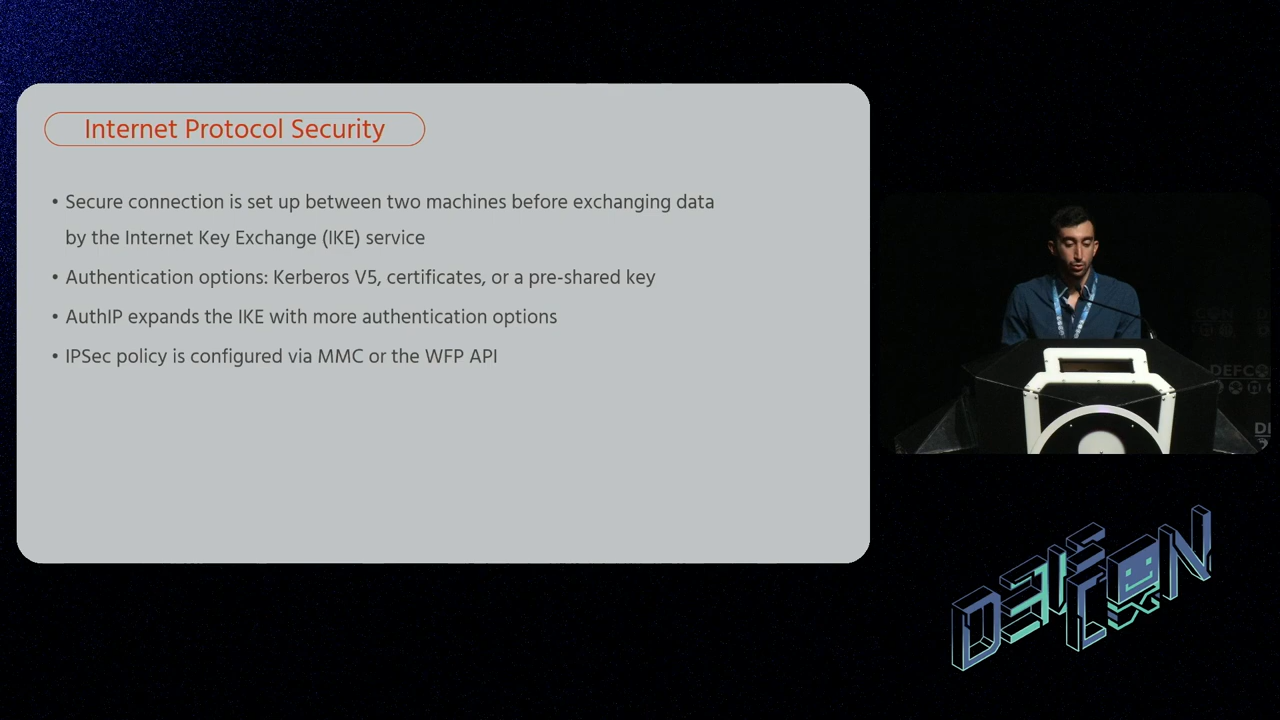 Internet Protocol Security
• Secure connection is set up between two machines before exchanging data
by the Internet Key Exchange (IKE) service
• Authentication options: Kerberos V5, certificates, or a pre-shared key
• AuthIP expands the IKE with more authentication options
• IPSec policy is configured via MMC or the WFP API
DEFCON
DEF CON